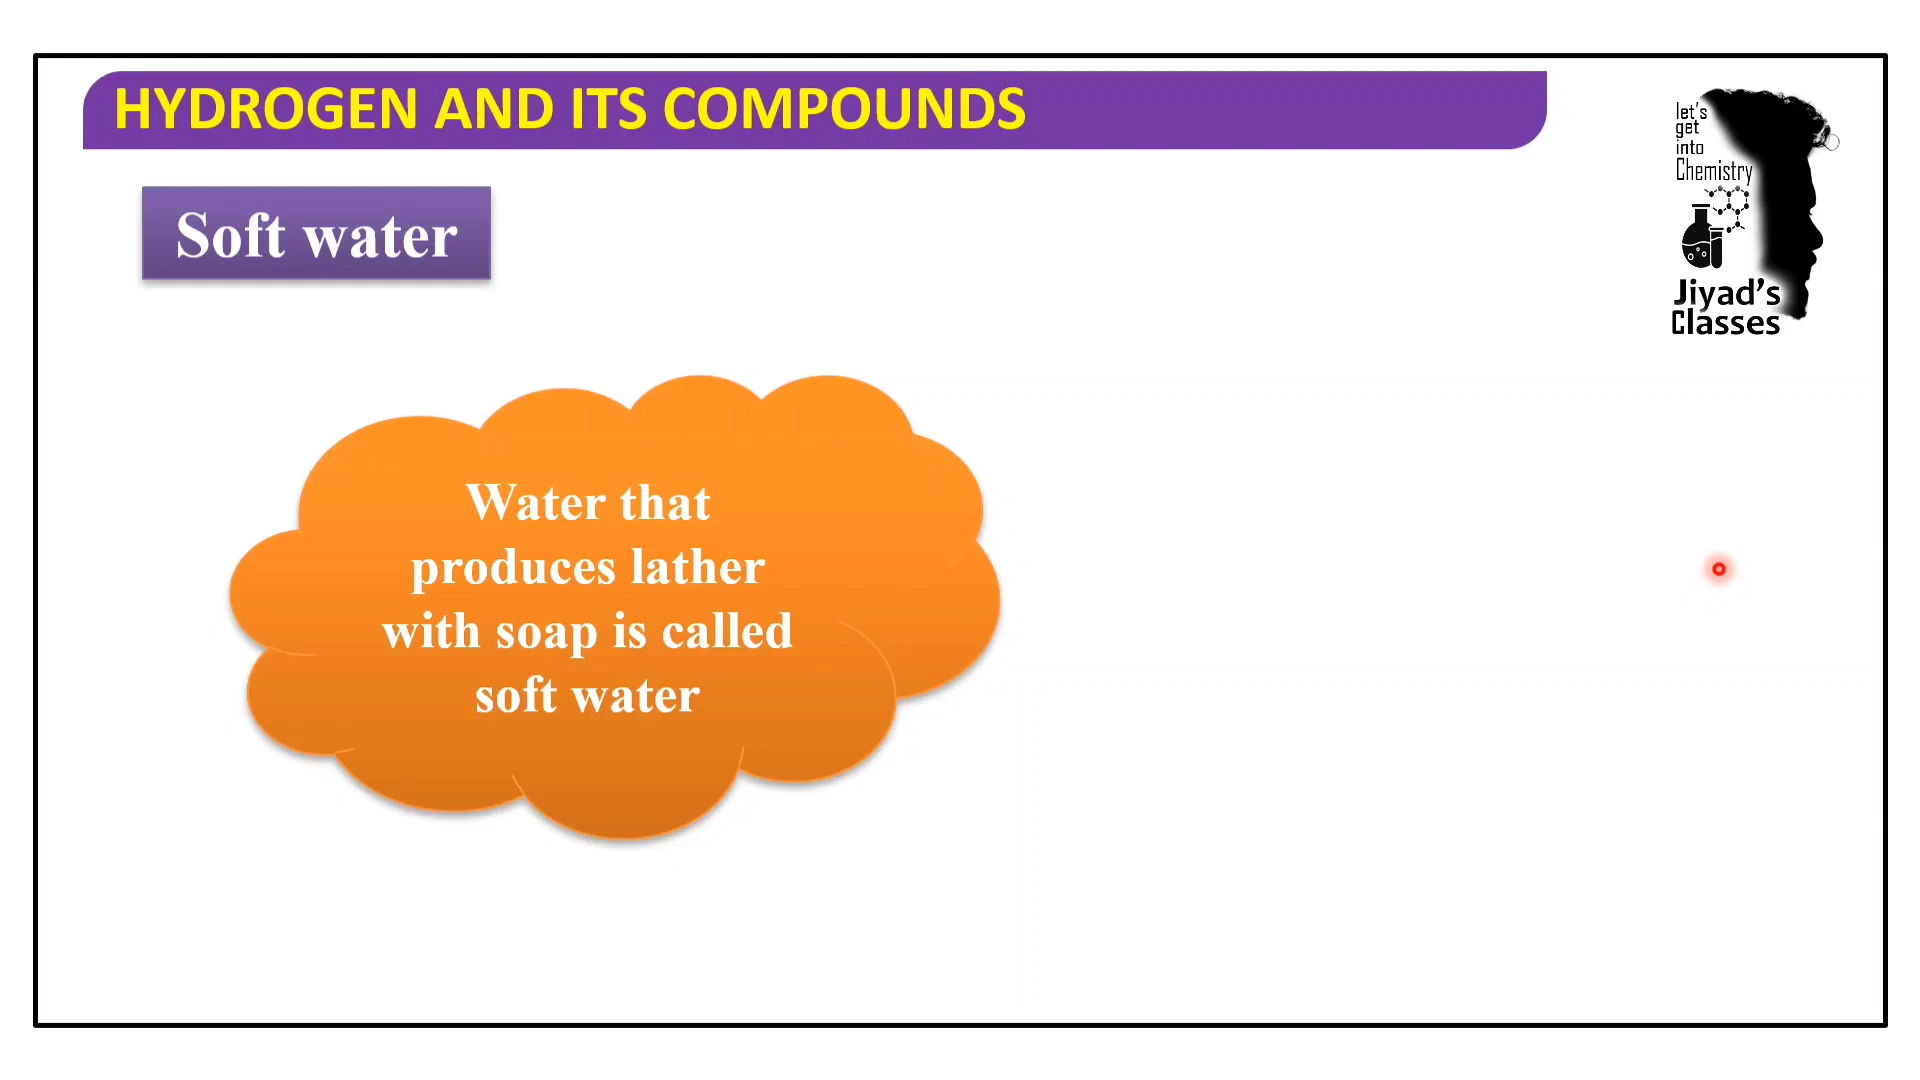 HYDROGEN AND ITS COMPOUNDS
let's
get
into
Chemistry
Jiyad's
Classes
Soft water
Water that
produces lather
with soap is called
soft water